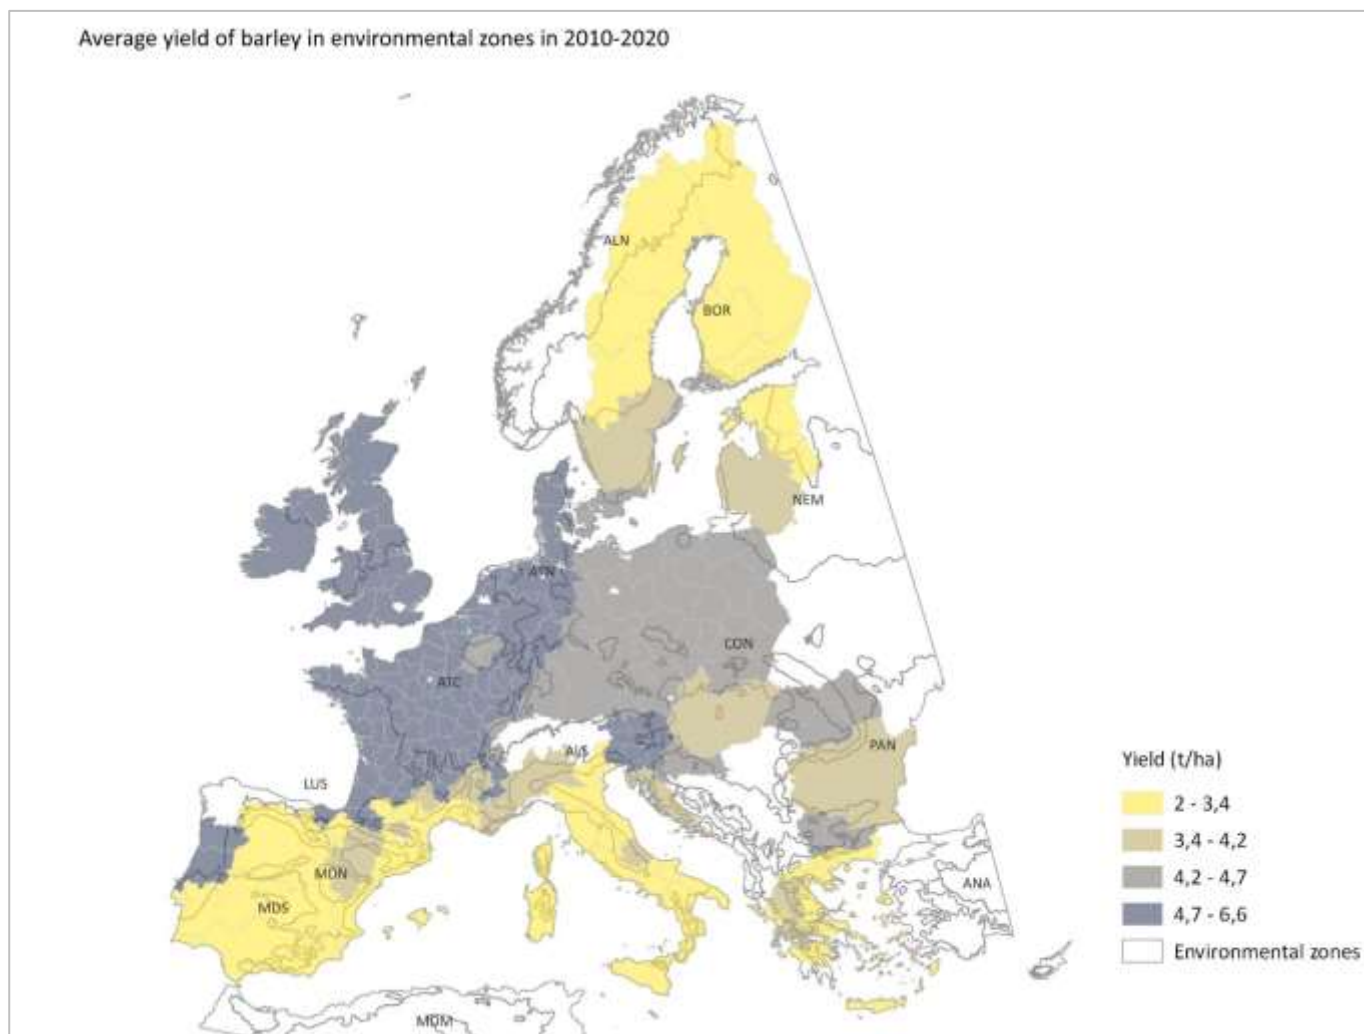 Average yield of barley in environmental zones in 2010-2020
ALN
BOR
NEM
ATN
CON
ATC
PAN
ALS
LUS
MDN
MDS
ANA
MDM
Yield (t/ha)
2 - 3,4
3,4 - 4,2
4,2 - 4,7
4,7 - 6,6
Environmental zones